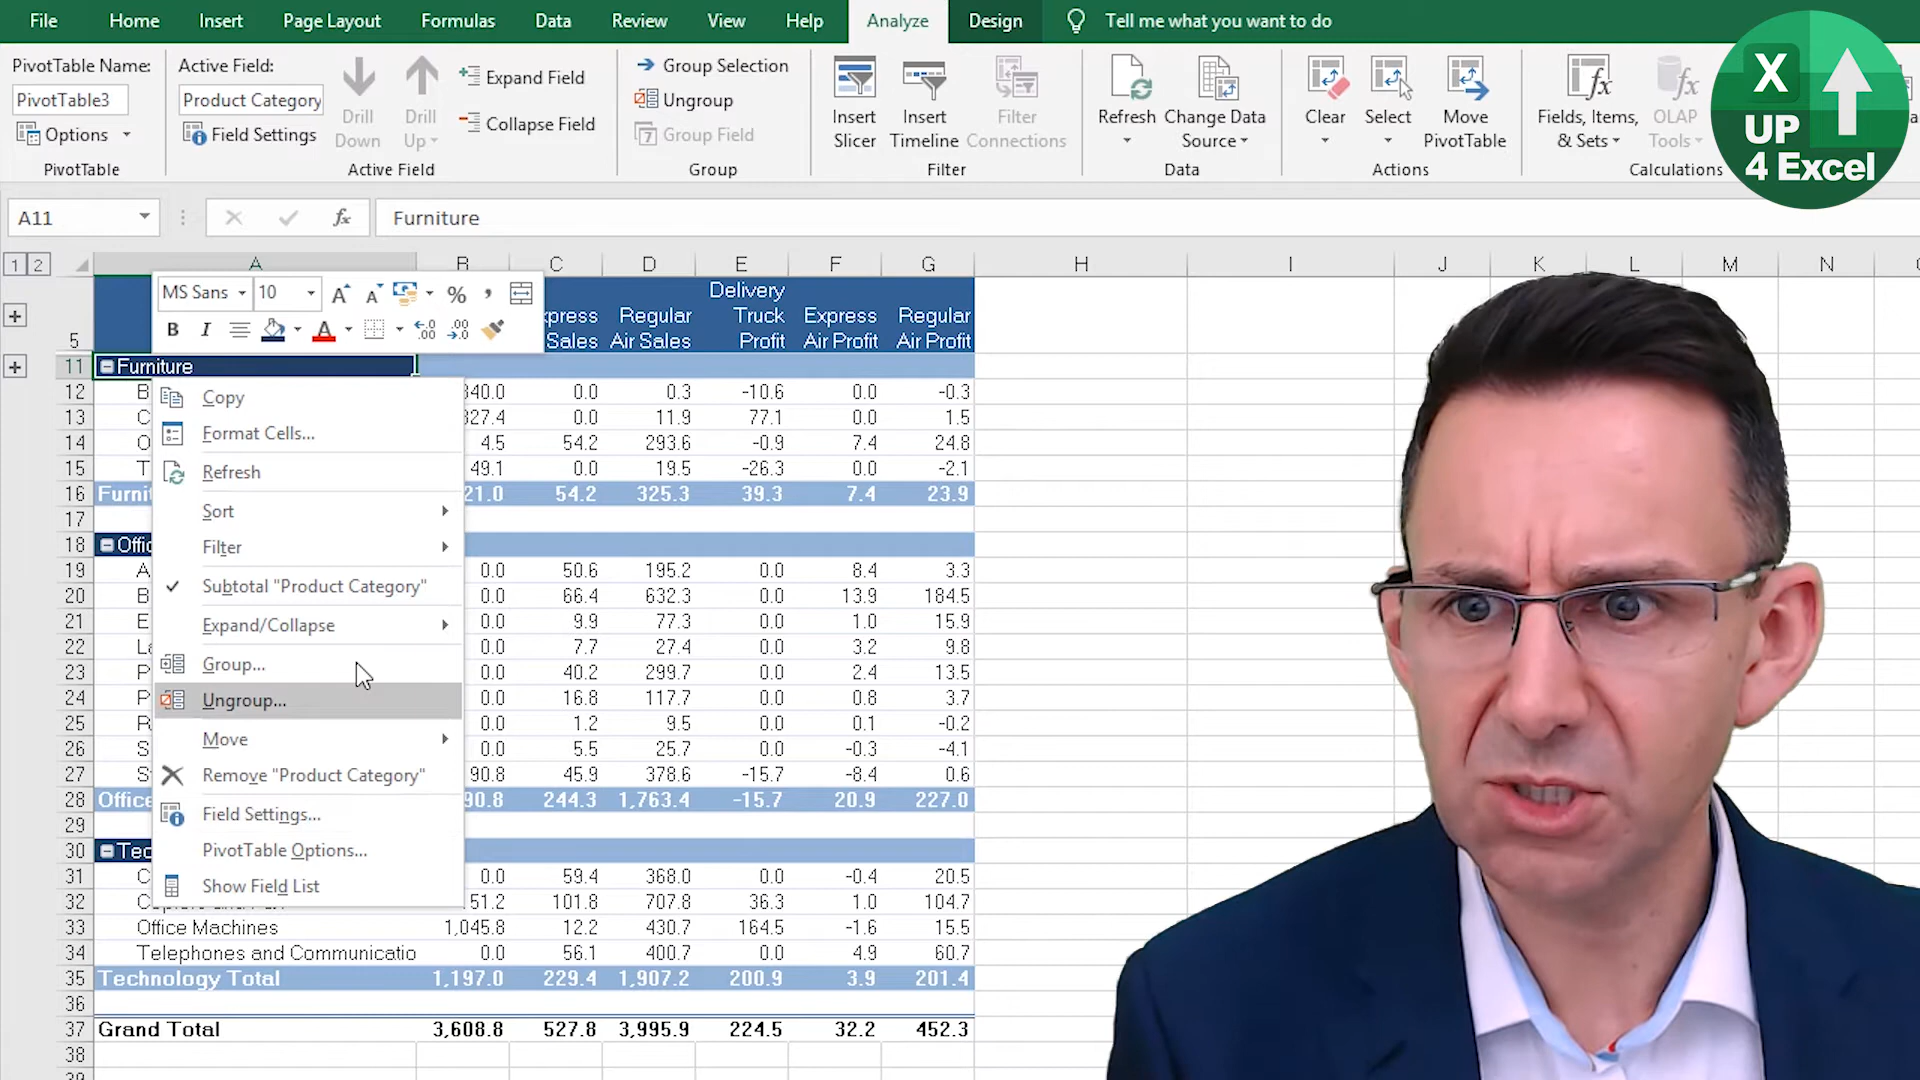 File Home Insert Page Layout Formulas Data Review View Help Analyze Design Tell me what you want to do
PivotTable Name:
PivotTable3
Options
PivotTable
Active Field:
Product Category
Field Settings
Drill Down
Drill Up
Expand Field
Collapse Field
Active Field
Group Selection
Ungroup
Group Field
Group
Insert Slicer
Insert Timeline
Filter Connections
Filter
Refresh
Change Data Source
Data
Clear
Select
Move PivotTable
Actions
Fields, Items, & Sets
OLAP Tools
Calculations
X
UP
4 Excel
A11 fx Furniture
1 2 A B C D E F G H I J K L M N
MS Sans 10 A A % ,
B I A .00 .00
5 Sales Regular Air Sales Delivery Truck Profit Express Air Profit Regular Air Profit
11 Furniture
12 B 0.0 0.3 -10.6 0.0 -0.3
13 C 0.0 11.9 77.1 0.0 1.5
14 O 4.5 54.2 293.6 -0.9 7.4 24.8
15 T 49.1 0.0 19.5 -26.3 0.0 -2.1
16 54.2 325.3 39.3 7.4 23.9
17
18
19 A 0.0 50.6 195.2 0.0 8.4 3.3
20 B 0.0 66.4 632.3 0.0 13.9 184.5
21 E 0.0 9.9 77.3 0.0 1.0 15.9
22 0.0 7.7 27.4 0.0 3.2 9.8
23 P 0.0 40.2 299.7 0.0 2.4 13.5
24 P 0.0 16.8 117.7 0.0 0.8 3.7
25 R 0.0 1.2 9.5 0.0 0.1 -0.2
26 S 0.0 5.5 25.7 0.0 -0.3 -4.1
27 90.8 45.9 378.6 -15.7 -8.4 0.6
28 Office 90.8 244.3 1,763.4 -15.7 20.9 227.0
29
30
31 C 0.0 59.4 368.0 0.0 -0.4 20.5
32 51.2 101.8 707.8 36.3 1.0 104.7
33 Office Machines 1,045.8 12.2 430.7 164.5 -1.6 15.5
34 Telephones and Communicatio 0.0 56.1 400.7 0.0 4.9 60.7
35 Technology Total 1,197.0 229.4 1,907.2 200.9 3.9 201.4
36
37 Grand Total 3,608.8 527.8 3,995.9 224.5 32.2 452.3
38
Copy
Format Cells...
Refresh
Sort
Filter
Subtotal "Product Category"
Expand/Collapse
Group...
Ungroup...
Move
Remove "Product Category"
Field Settings...
PivotTable Options...
Show Field List